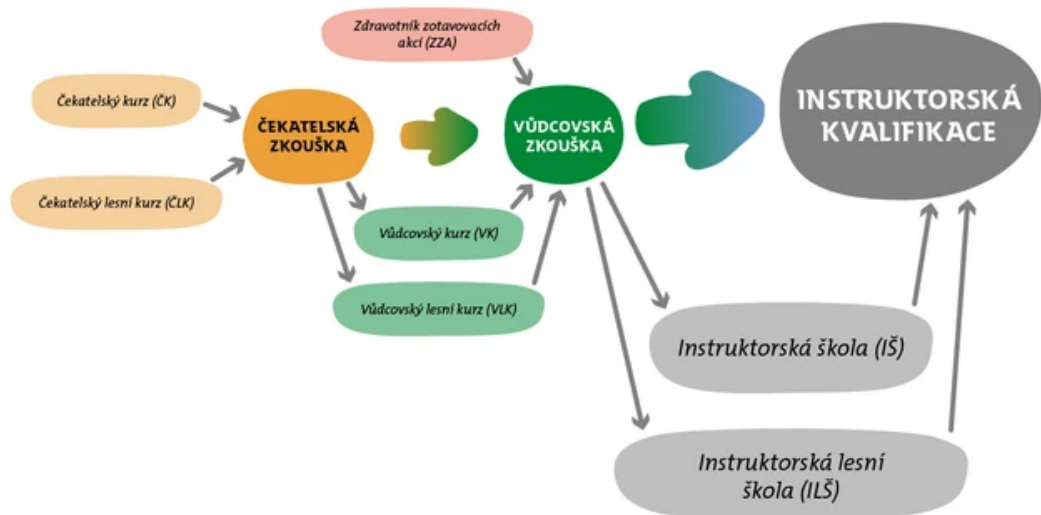 Zdravotník zotavovacích
akcí (ZZA)
Čekatelský kurz (ČK)
Čekatelský lesní kurz (ČLK)
ČEKATELSKÁ
ZKOUŠKA
VŮDCOVSKÁ
ZKOUŠKA
INSTRUKTORSKÁ
KVALIFIKACE
Vůdcovský kurz (VK)
Vůdcovský lesní kurz (VLK)
Instruktorská škola (IŠ)
Instruktorská lesní
škola (ILŠ)